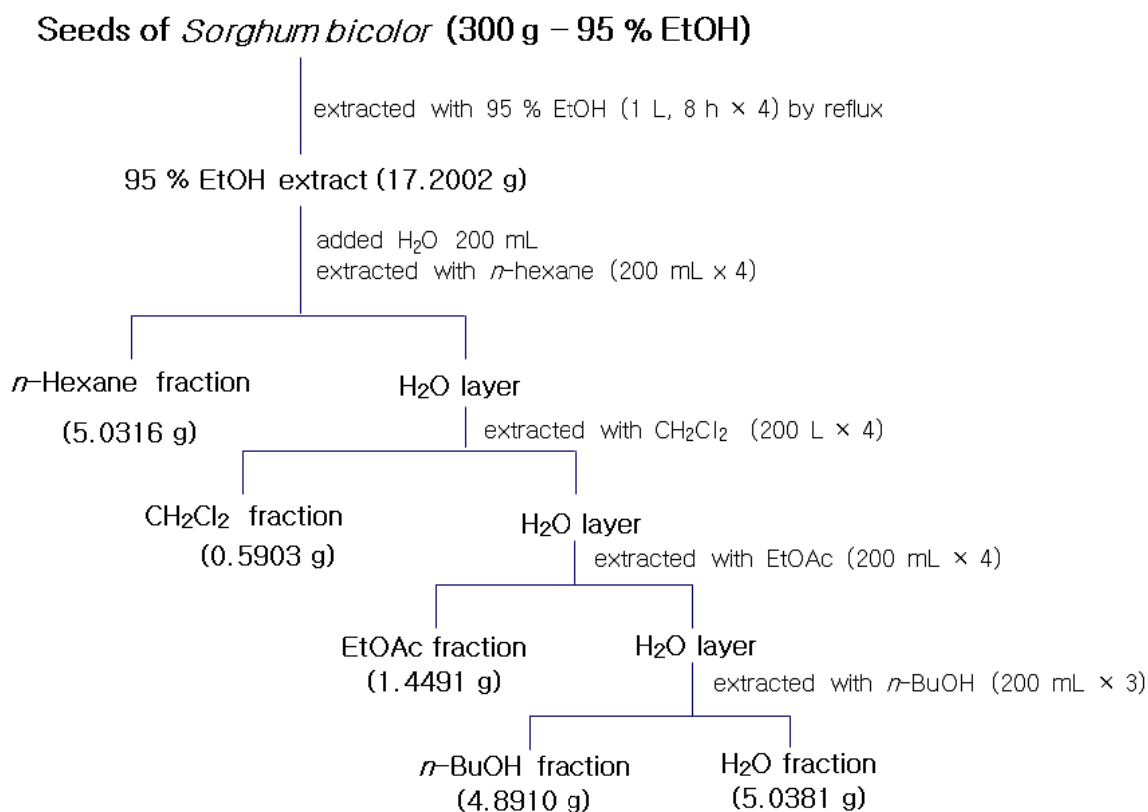 Seeds of Sorghum bicolor (300 g – 95 % EtOH)
extracted with 95 % EtOH (1 L, 8 h × 4) by reflux
95 % EtOH extract (17.2002 g)
added H₂O 200 mL
extracted with n-hexane (200 mL x 4)
n-Hexane fraction
(5.0316 g)
H₂O layer
extracted with CH₂Cl₂ (200 L × 4)
CH₂Cl₂ fraction
(0.5903 g)
H₂O layer
extracted with EtOAc (200 mL × 4)
EtOAc fraction
(1.4491 g)
H₂O layer
extracted with n-BuOH (200 mL × 3)
n-BuOH fraction
(4.8910 g)
H₂O fraction
(5.0381 g)